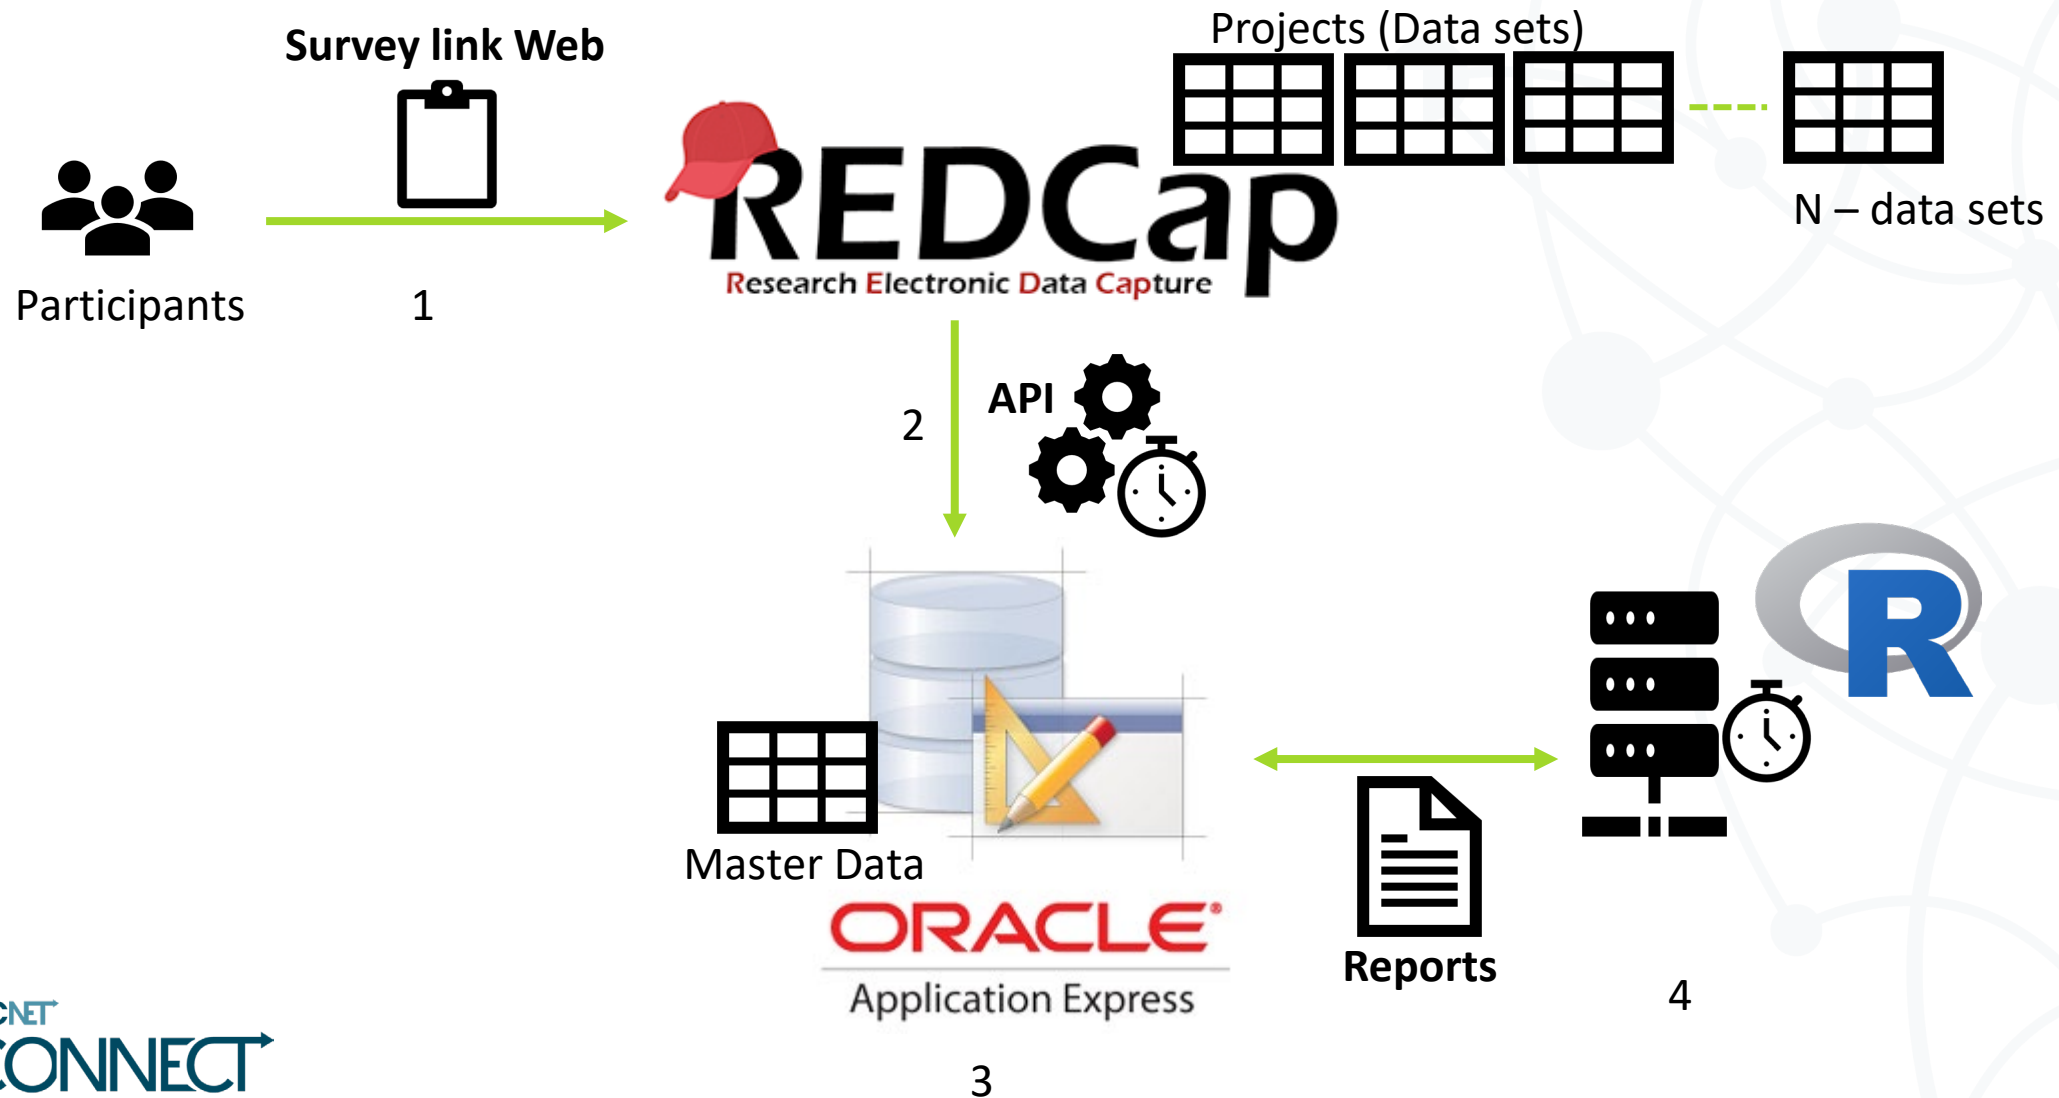 Survey link Web
Projects (Data sets)
REDCap
Research Electronic Data Capture
N – data sets
Participants
1
2
API
R
Master Data
ORACLE®
Application Express
Reports
3
4
CONNECT